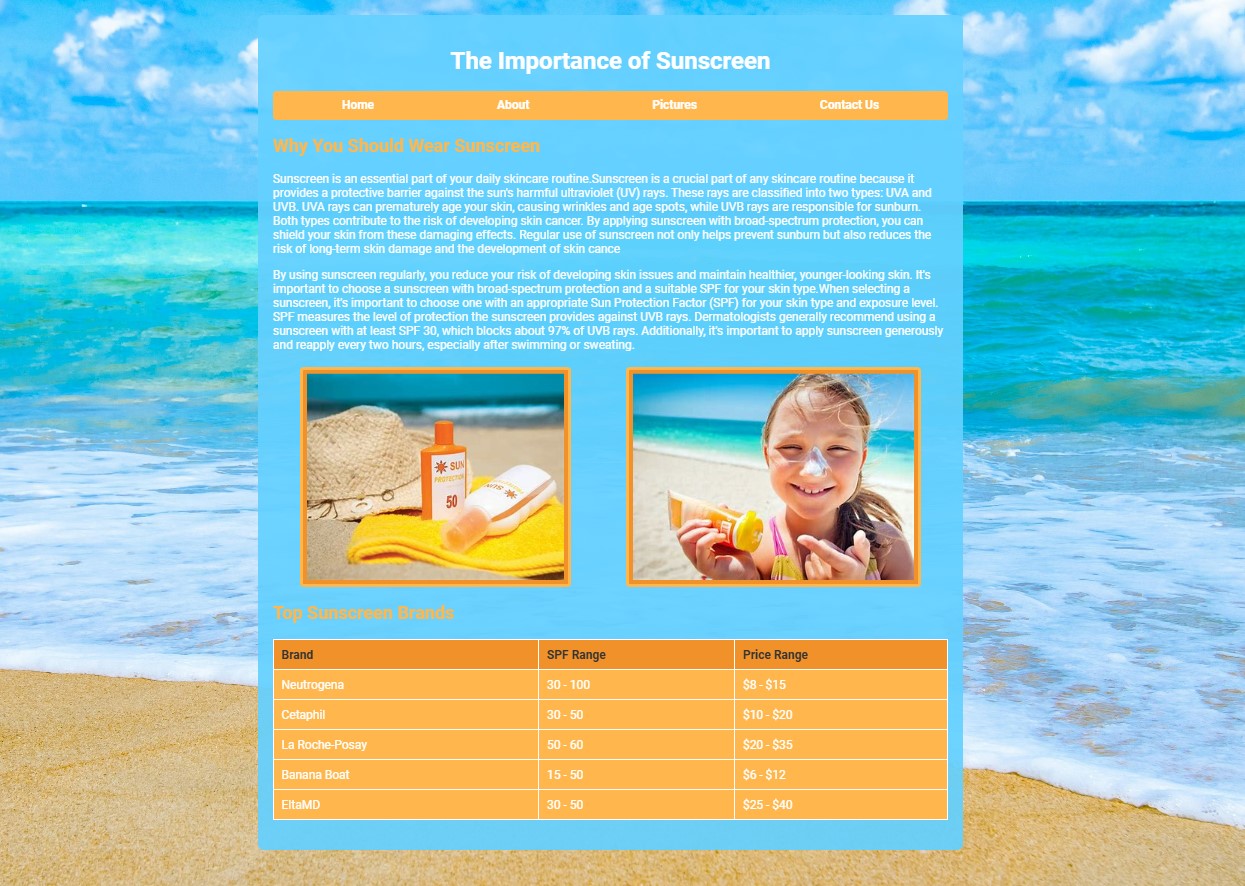 The Importance of Sunscreen
Home About Pictures Contact Us
Why You Should Wear Sunscreen
Sunscreen is an essential part of your daily skincare routine.Sunscreen is a crucial part of any skincare routine because it
provides a protective barrier against the sun's harmful ultraviolet (UV) rays. These rays are classified into two types: UVA and
UVB. UVA rays can prematurely age your skin, causing wrinkles and age spots, while UVB rays are responsible for sunburn.
Both types contribute to the risk of developing skin cancer. By applying sunscreen with broad-spectrum protection, you can
shield your skin from these damaging effects. Regular use of sunscreen not only helps prevent sunburn but also reduces the
risk of long-term skin damage and the development of skin cance
By using sunscreen regularly, you reduce your risk of developing skin issues and maintain healthier, younger-looking skin. It's
important to choose a sunscreen with broad-spectrum protection and a suitable SPF for your skin type.When selecting a
sunscreen, it's important to choose one with an appropriate Sun Protection Factor (SPF) for your skin type and exposure level.
SPF measures the level of protection the sunscreen provides against UVB rays. Dermatologists generally recommend using a
sunscreen with at least SPF 30, which blocks about 97% of UVB rays. Additionally, it's important to apply sunscreen generously
and reapply every two hours, especially after swimming or sweating.
SUN
PROTECTION
50
SUN
Top Sunscreen Brands
Brand SPF Range Price Range
Neutrogena 30 - 100 $8 - $15
Cetaphil 30 - 50 $10 - $20
La Roche-Posay 50 - 60 $20 - $35
Banana Boat 15 - 50 $6 - $12
EltaMD 30 - 50 $25 - $40